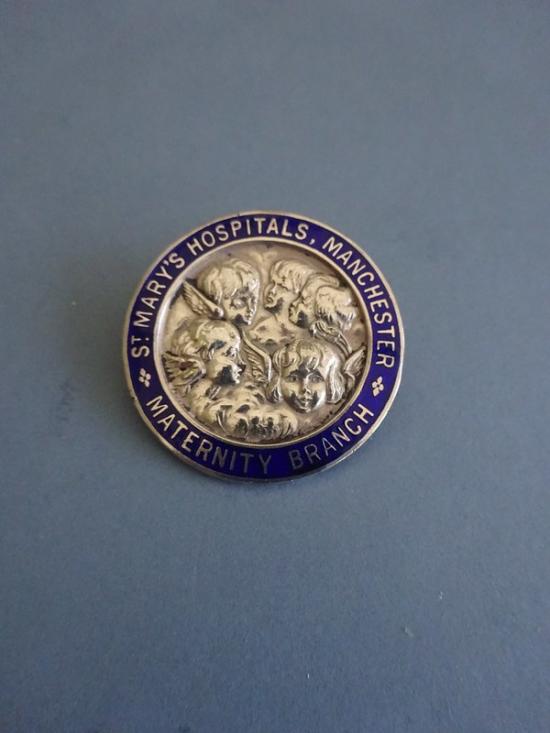 ST MARY'S HOSPITALS, MANCHESTER
MATERNITY BRANCH